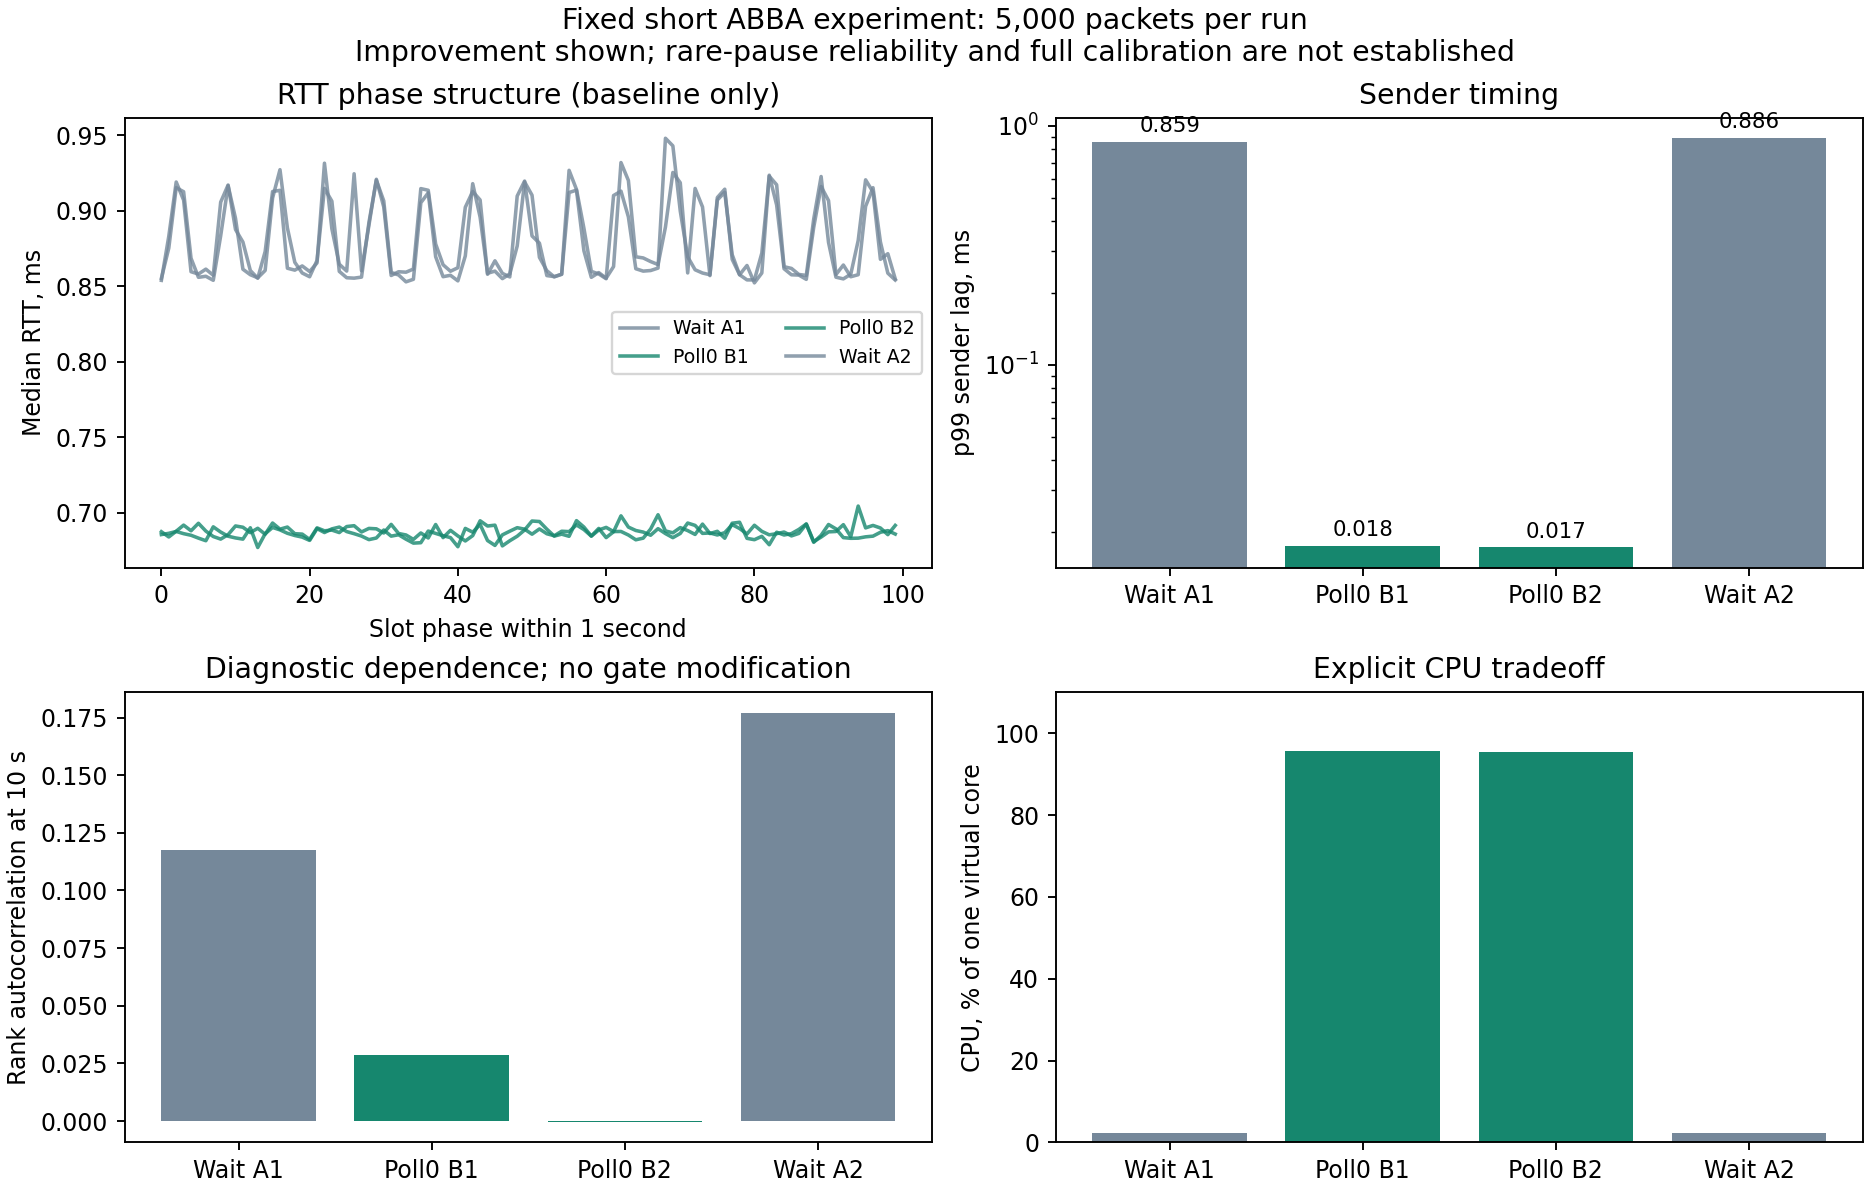 Fixed short ABBA experiment: 5,000 packets per run
Improvement shown; rare-pause reliability and full calibration are not established
RTT phase structure (baseline only)
Median RTT, ms
0.95
0.90
0.85
0.80
0.75
0.70
Wait A1
Poll0 B1
Poll0 B2
Wait A2
0
20
40
60
80
100
Slot phase within 1 second
Sender timing
p99 sender lag, ms
10⁰
10⁻¹
0.859
0.018
0.017
0.886
Wait A1
Poll0 B1
Poll0 B2
Wait A2
Diagnostic dependence; no gate modification
Rank autocorrelation at 10 s
0.175
0.150
0.125
0.100
0.075
0.050
0.025
0.000
Wait A1
Poll0 B1
Poll0 B2
Wait A2
Explicit CPU tradeoff
CPU, % of one virtual core
100
80
60
40
20
0
Wait A1
Poll0 B1
Poll0 B2
Wait A2